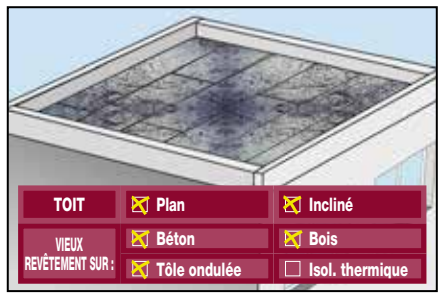 TOIT Plan Incliné
VIEUX REVÊTEMENT SUR : Béton Bois
Tôle ondulée Isol. thermique